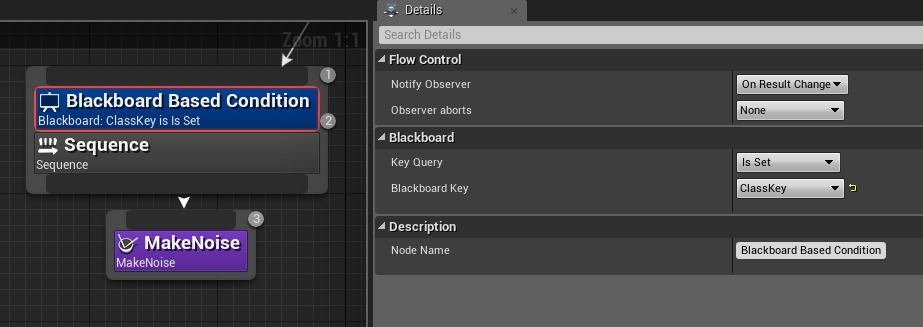 Zoom 1:1
1
Blackboard Based Condition
Blackboard: ClassKey is Is Set
2
Sequence
Sequence
3
MakeNoise
MakeNoise
Details
Search Details
Flow Control
Notify Observer
On Result Change
Observer aborts
None
Blackboard
Key Query
Is Set
Blackboard Key
ClassKey
Description
Node Name
Blackboard Based Condition